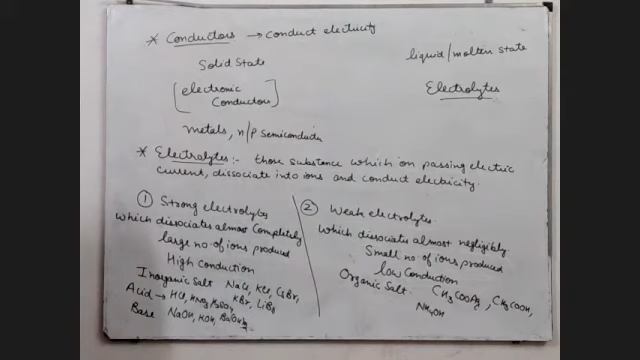 * Conductors → conduct electricity
Solid State
liquid/molten state
[electronic Conductors]
Electrolytes
metals, n/p semiconductor
* Electrolytes :- those substance which on passing electric
current, dissociate into ions and conduct electricity.
① Strong electrolytes
which dissociates almost completely
large no. of ions produced
High Conduction
Inorganic Salt NaCl, KCl, CsBr,
KBr, LiBr
Acid → HCl, HNO3, H2SO4
Base NaOH, KOH, Ba(OH)2
② Weak electrolytes.
which dissociates almost negligibly
Small no. of ions produced
low Conduction
Organic Salt CH3COOAg, CH3COOH,
NH4OH